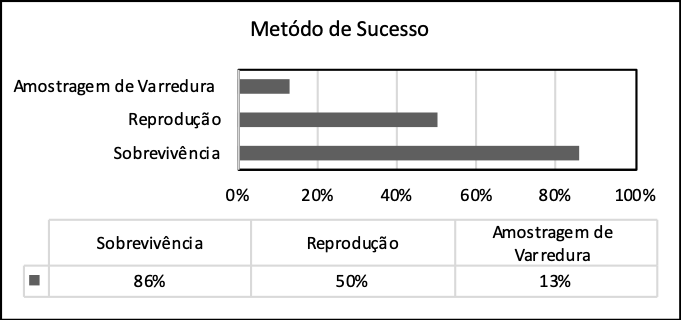 Metódo de Sucesso
Amostragem de Varredura
Reprodução
Sobrevivência
0% 20% 40% 60% 80% 100%
Sobrevivência Reprodução Amostragem de
Varredura
86% 50% 13%